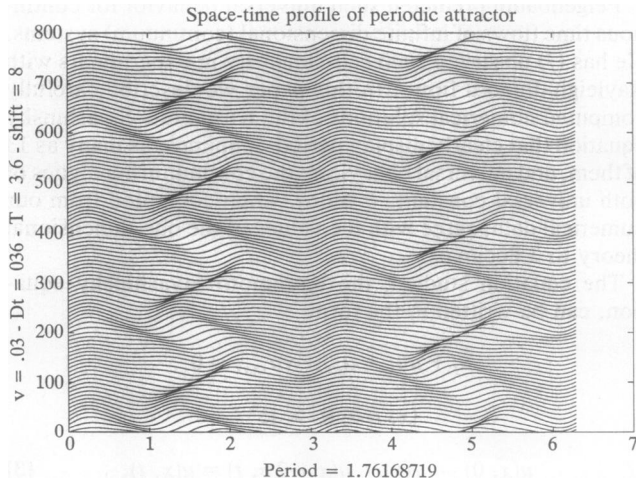 Space-time profile of periodic attractor
v = .03 - Dt = 036 - T = 3.6 - shift = 8
800
700
600
500
400
300
200
100
0
0 1 2 3 4 5 6 7
Period = 1.76168719